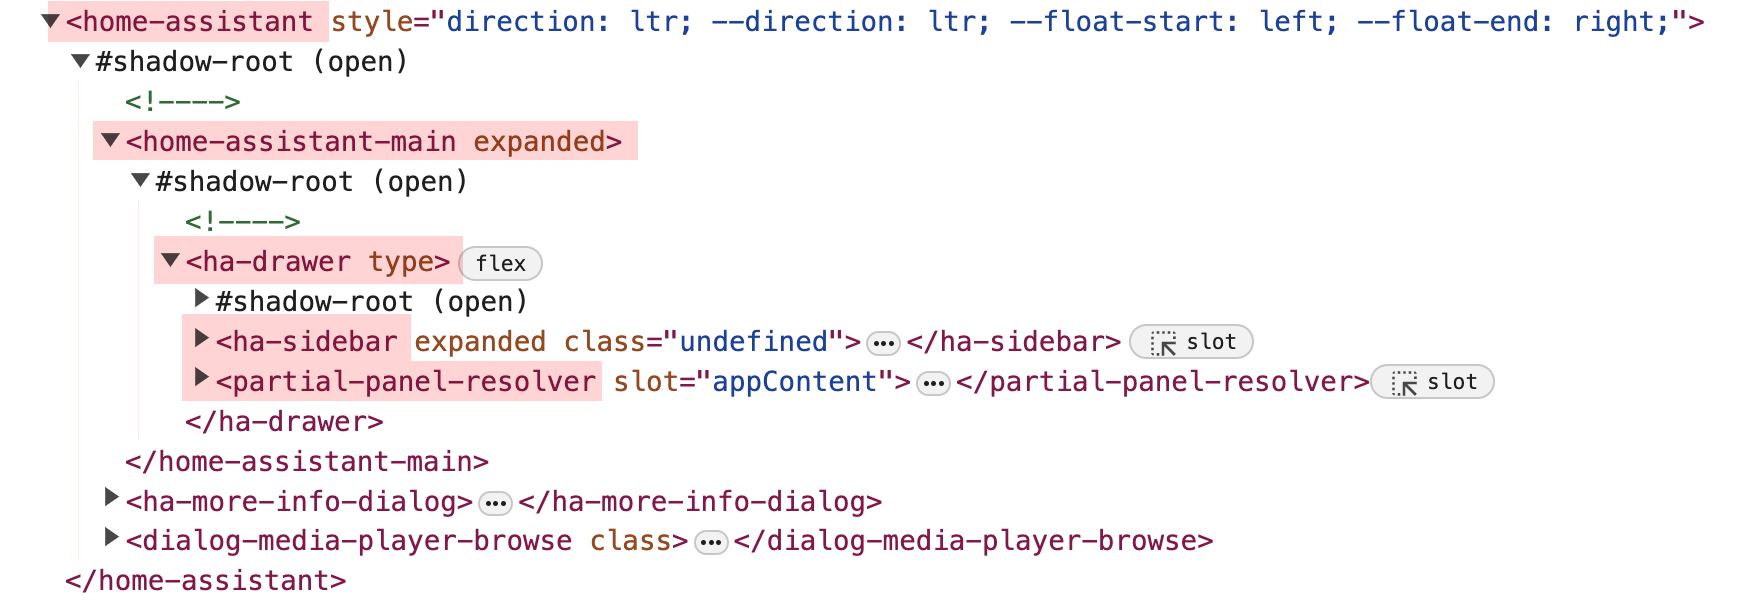 ▼<home-assistant style="direction: ltr; --direction: ltr; --float-start: left; --float-end: right;">
▼#shadow-root (open)
<!---->
▼<home-assistant-main expanded>
▼#shadow-root (open)
<!---->
▼<ha-drawer type> flex
▶#shadow-root (open)
▶<ha-sidebar expanded class="undefined">…</ha-sidebar> slot
▶<partial-panel-resolver slot="appContent">…</partial-panel-resolver> slot
</ha-drawer>
</home-assistant-main>
▶<ha-more-info-dialog>…</ha-more-info-dialog>
▶<dialog-media-player-browse class>…</dialog-media-player-browse>
</home-assistant>